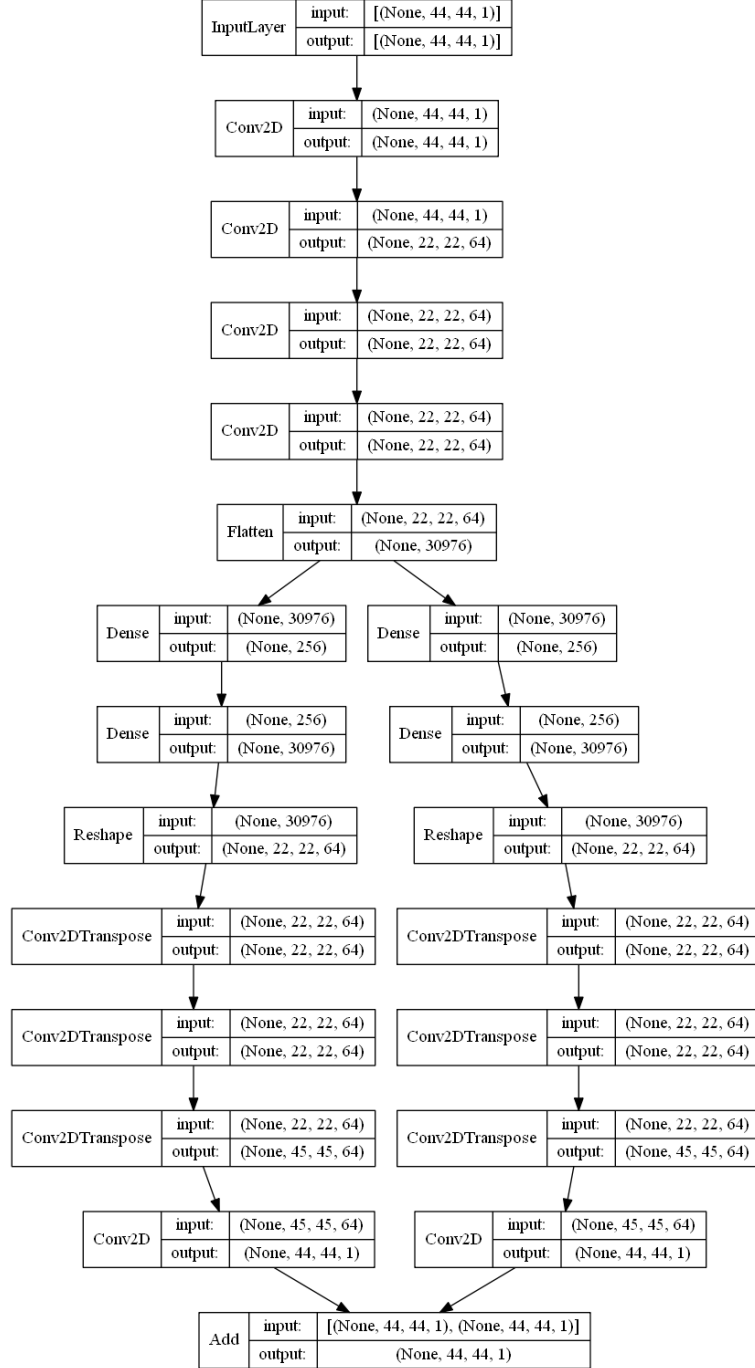 InputLayer input: [(None, 44, 44, 1)]
output: [(None, 44, 44, 1)]
Conv2D input: (None, 44, 44, 1)
output: (None, 44, 44, 1)
Conv2D input: (None, 44, 44, 1)
output: (None, 22, 22, 64)
Conv2D input: (None, 22, 22, 64)
output: (None, 22, 22, 64)
Conv2D input: (None, 22, 22, 64)
output: (None, 22, 22, 64)
Flatten input: (None, 22, 22, 64)
output: (None, 30976)
Dense input: (None, 30976)
output: (None, 256)
Dense input: (None, 30976)
output: (None, 256)
Dense input: (None, 256)
output: (None, 30976)
Dense input: (None, 256)
output: (None, 30976)
Reshape input: (None, 30976)
output: (None, 22, 22, 64)
Reshape input: (None, 30976)
output: (None, 22, 22, 64)
Conv2DTranspose input: (None, 22, 22, 64)
output: (None, 22, 22, 64)
Conv2DTranspose input: (None, 22, 22, 64)
output: (None, 22, 22, 64)
Conv2DTranspose input: (None, 22, 22, 64)
output: (None, 22, 22, 64)
Conv2DTranspose input: (None, 22, 22, 64)
output: (None, 22, 22, 64)
Conv2DTranspose input: (None, 22, 22, 64)
output: (None, 45, 45, 64)
Conv2DTranspose input: (None, 22, 22, 64)
output: (None, 45, 45, 64)
Conv2D input: (None, 45, 45, 64)
output: (None, 44, 44, 1)
Conv2D input: (None, 45, 45, 64)
output: (None, 44, 44, 1)
Add input: [(None, 44, 44, 1), (None, 44, 44, 1)]
output: (None, 44, 44, 1)